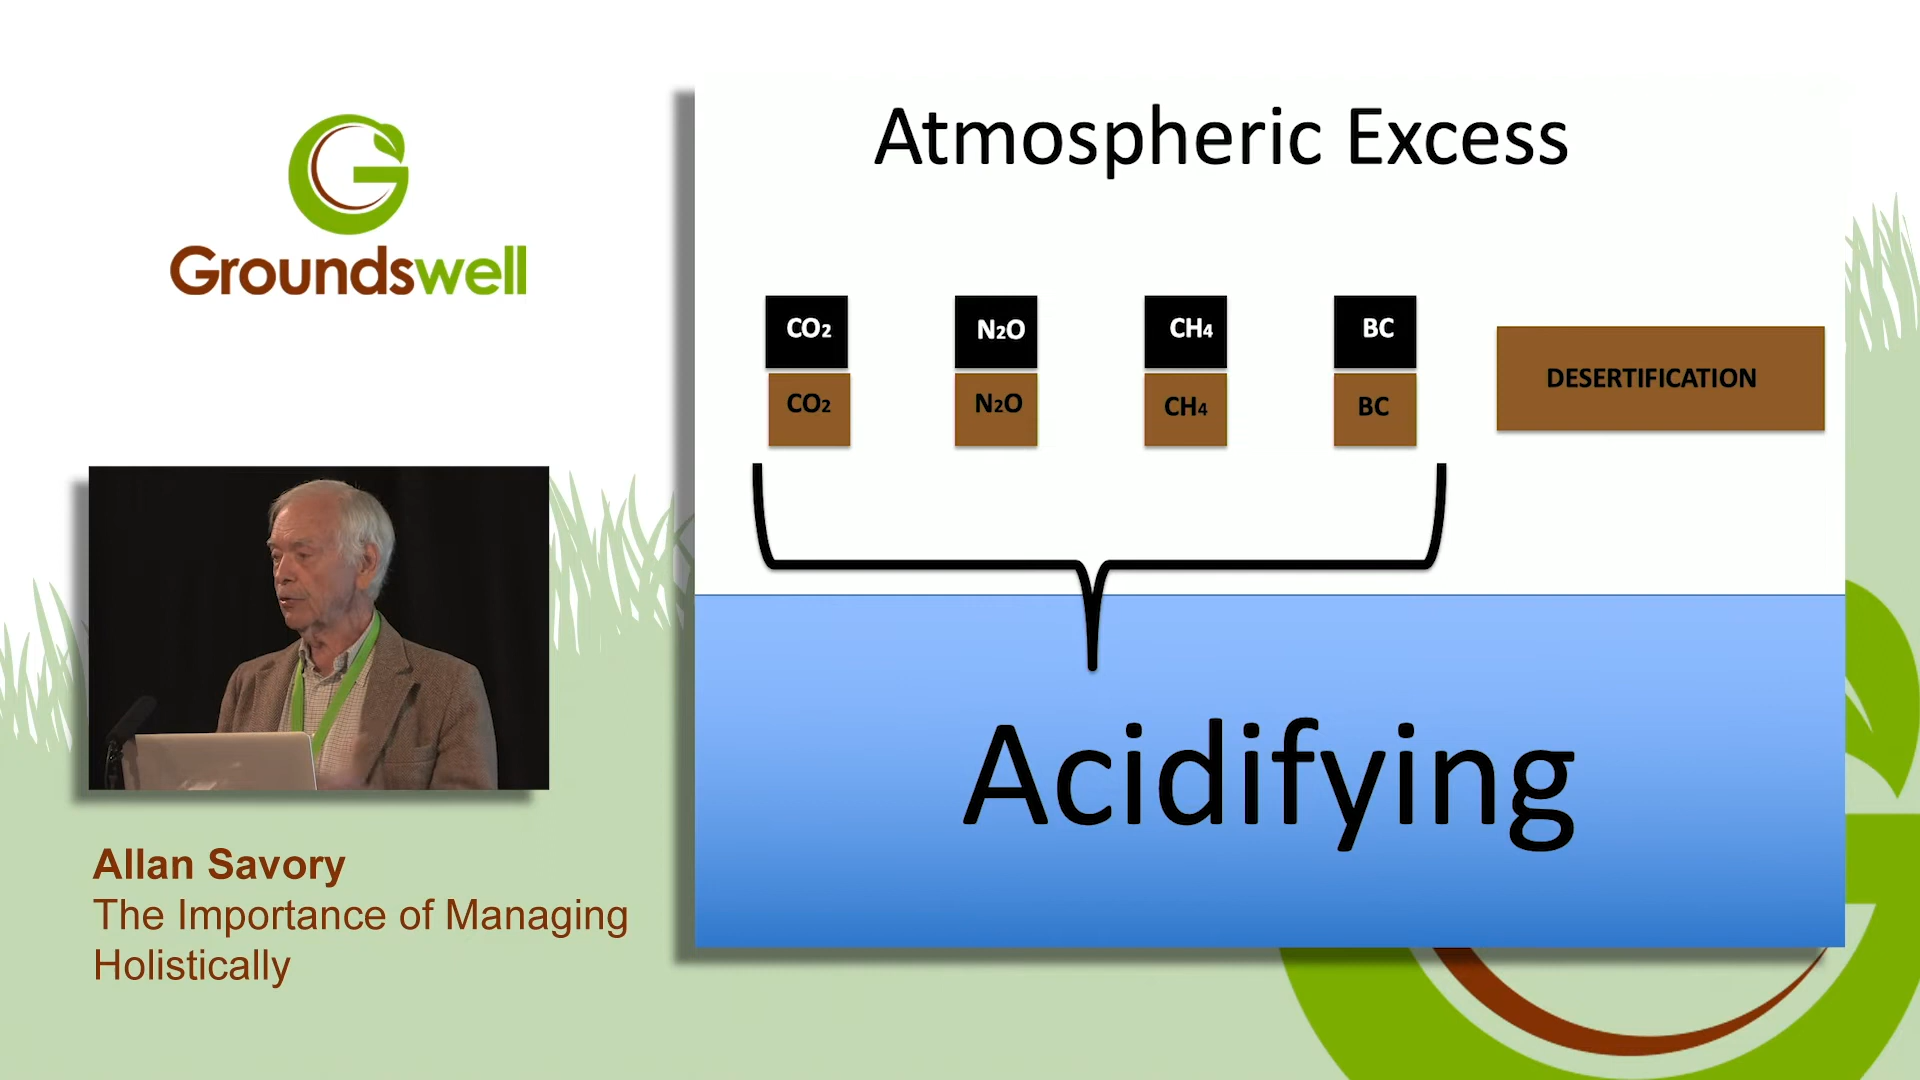 Groundswell
Allan Savory
The Importance of Managing
Holistically
Atmospheric Excess
CO₂ N₂O CH₄ BC
CO₂ N₂O CH₄ BC
DESERTIFICATION
Acidifying